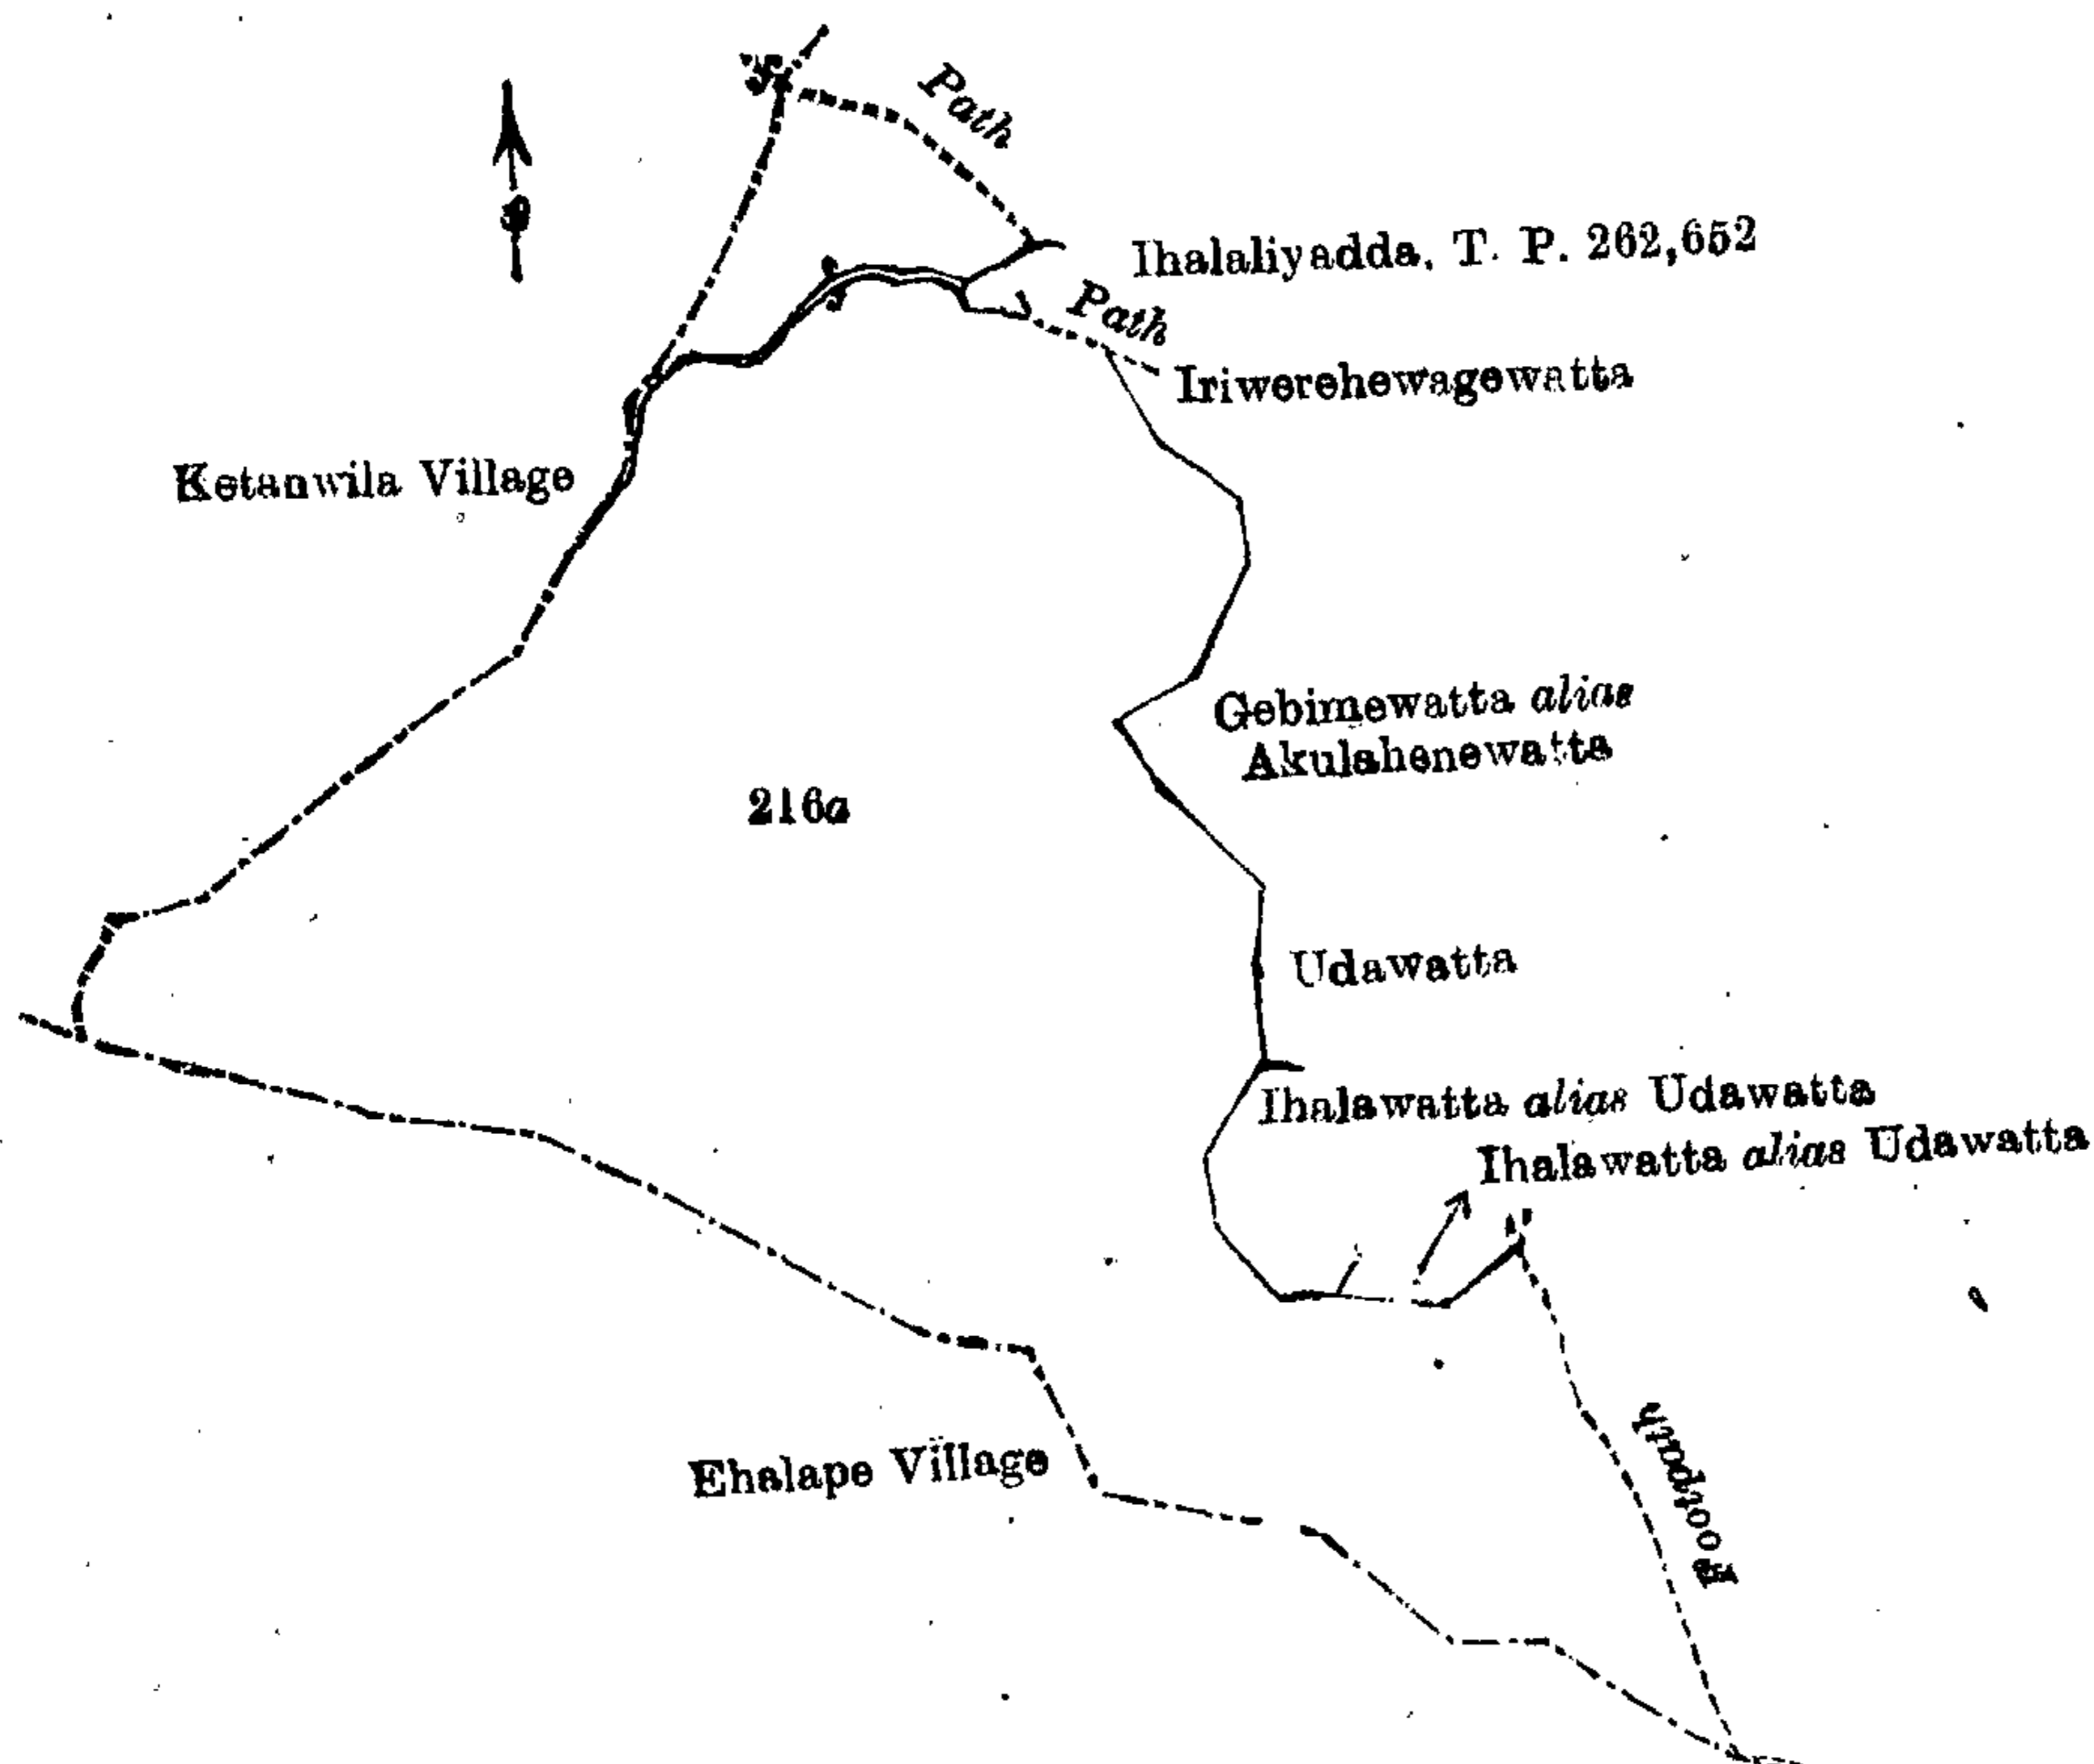 Path
Ihalaliyadda, T. P. 262,652
Path
Iriwerehewagewatta
Ketanwila Village
Gebimewatta alias
Akulahenewatta
216a
Udawatta
Ihalawatta alias Udawatta
Ihalawatta alias Udawatta
Footpath
Ehalape Village